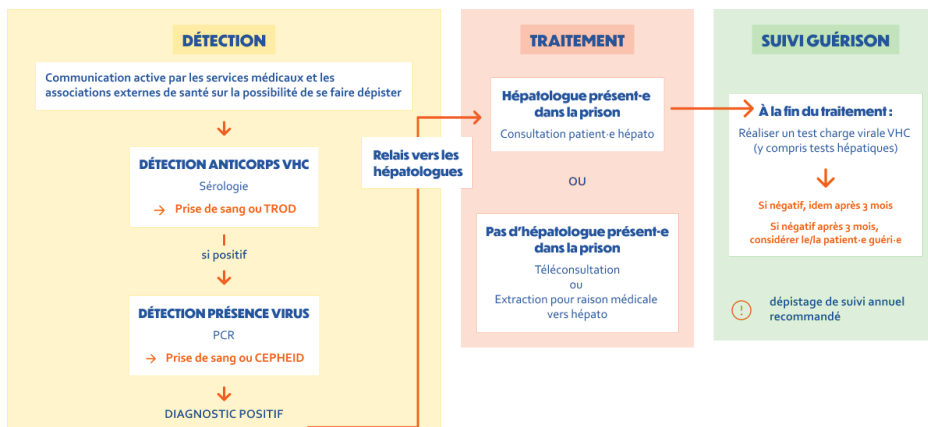 DÉTECTION
Communication active par les services médicaux et les
associations externes de santé sur la possibilité de se faire dépister
DÉTECTION ANTICORPS VHC
Sérologie
→ Prise de sang ou TROD
si positif
DÉTECTION PRÉSENCE VIRUS
PCR
→ Prise de sang ou CEPHEID
DIAGNOSTIC POSITIF
Relais vers les
hépatologues
TRAITEMENT
Hépatologue présent·e
dans la prison
Consultation patient·e hépato
OU
Pas d'hépatologue présent·e
dans la prison
Téléconsultation
ou
Extraction pour raison médicale
vers hépato
SUIVI GUÉRISON
À la fin du traitement :
Réaliser un test charge virale VHC
(y compris tests hépatiques)
Si négatif, idem après 3 mois
Si négatif après 3 mois,
considérer le/la patient·e guéri·e
! dépistage de suivi annuel
recommandé